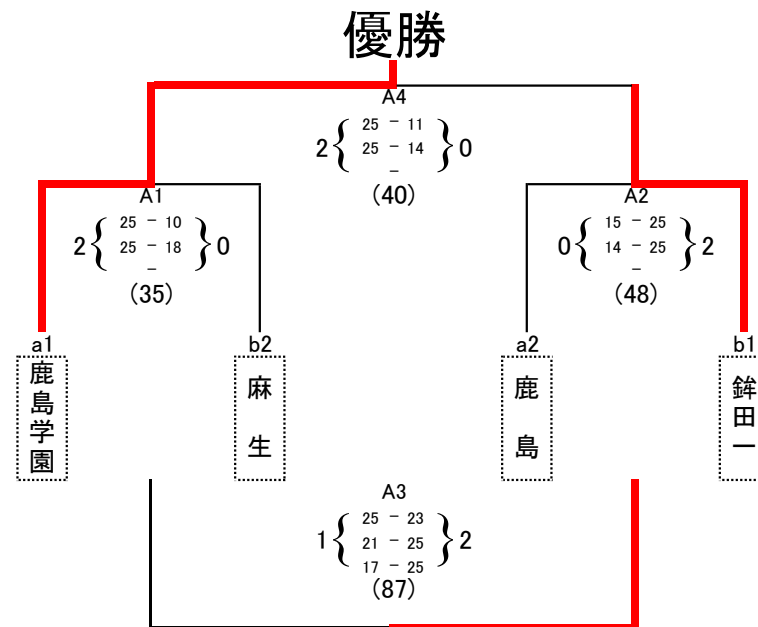 優勝
A4
2 { 25 － 11 } 0
25 － 14
－
(40)
A1
2 { 25 － 10 } 0
25 － 18
－
(35)
A2
0 { 15 － 25 } 2
14 － 25
－
(48)
a1
鹿島学園
b2
麻生
a2
鹿島
b1
鉾田一
A3
1 { 25 － 23 } 2
21 － 25
17 － 25
(87)